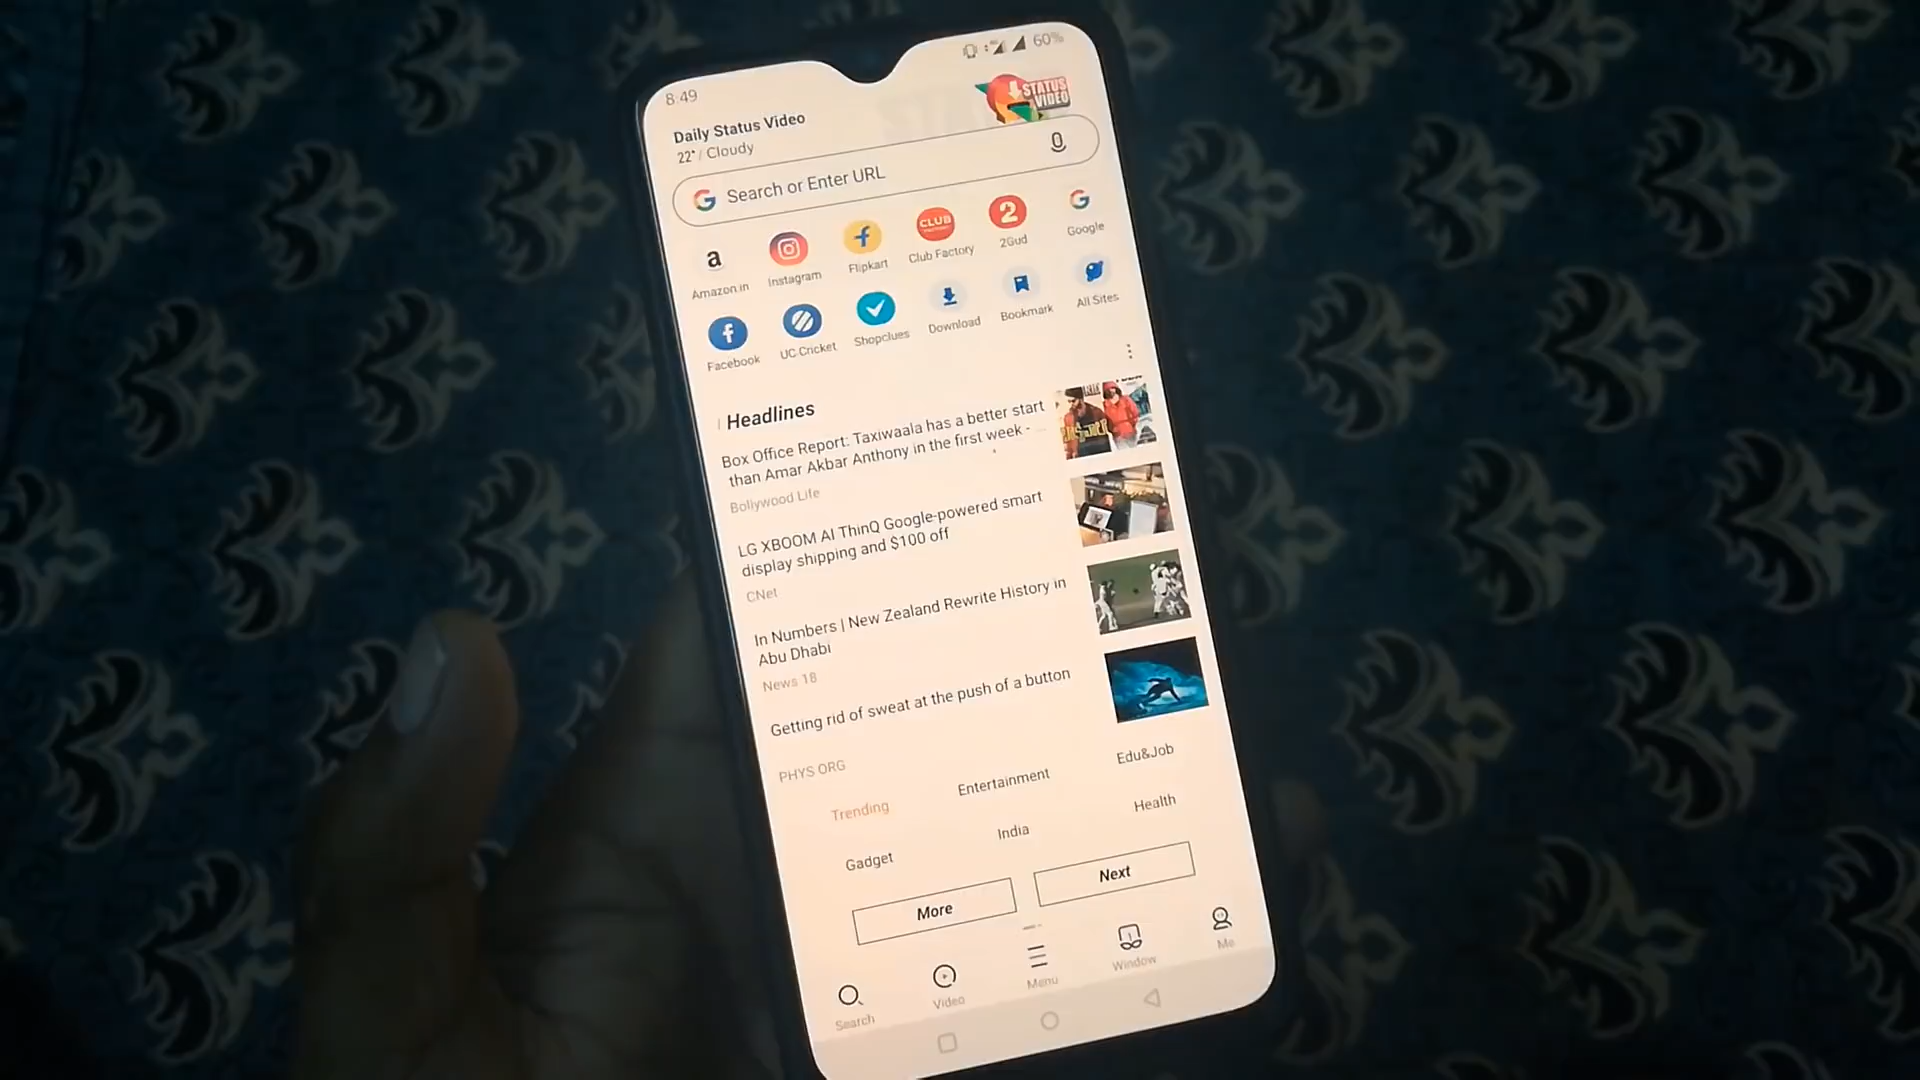 8:49
60%
Daily Status Video
22° / Cloudy
STATUS
VIDEO
Search or Enter URL
a
CLUB
2
Amazon.in
Instagram
Flipkart
Club Factory
2Gud
Google
Facebook
UC Cricket
Shopclues
Download
Bookmark
All Sites
Headlines
Box Office Report: Taxiwaala has a better start
than Amar Akbar Anthony in the first week -
Bollywood Life
LG XBOOM AI ThinQ Google-powered smart
display shipping and $100 off
CNet
In Numbers | New Zealand Rewrite History in
Abu Dhabi
News 18
Getting rid of sweat at the push of a button
PHYS ORG
Trending
Entertainment
Edu&Job
Gadget
India
Health
More
Next
Search
Video
Menu
Window
Me